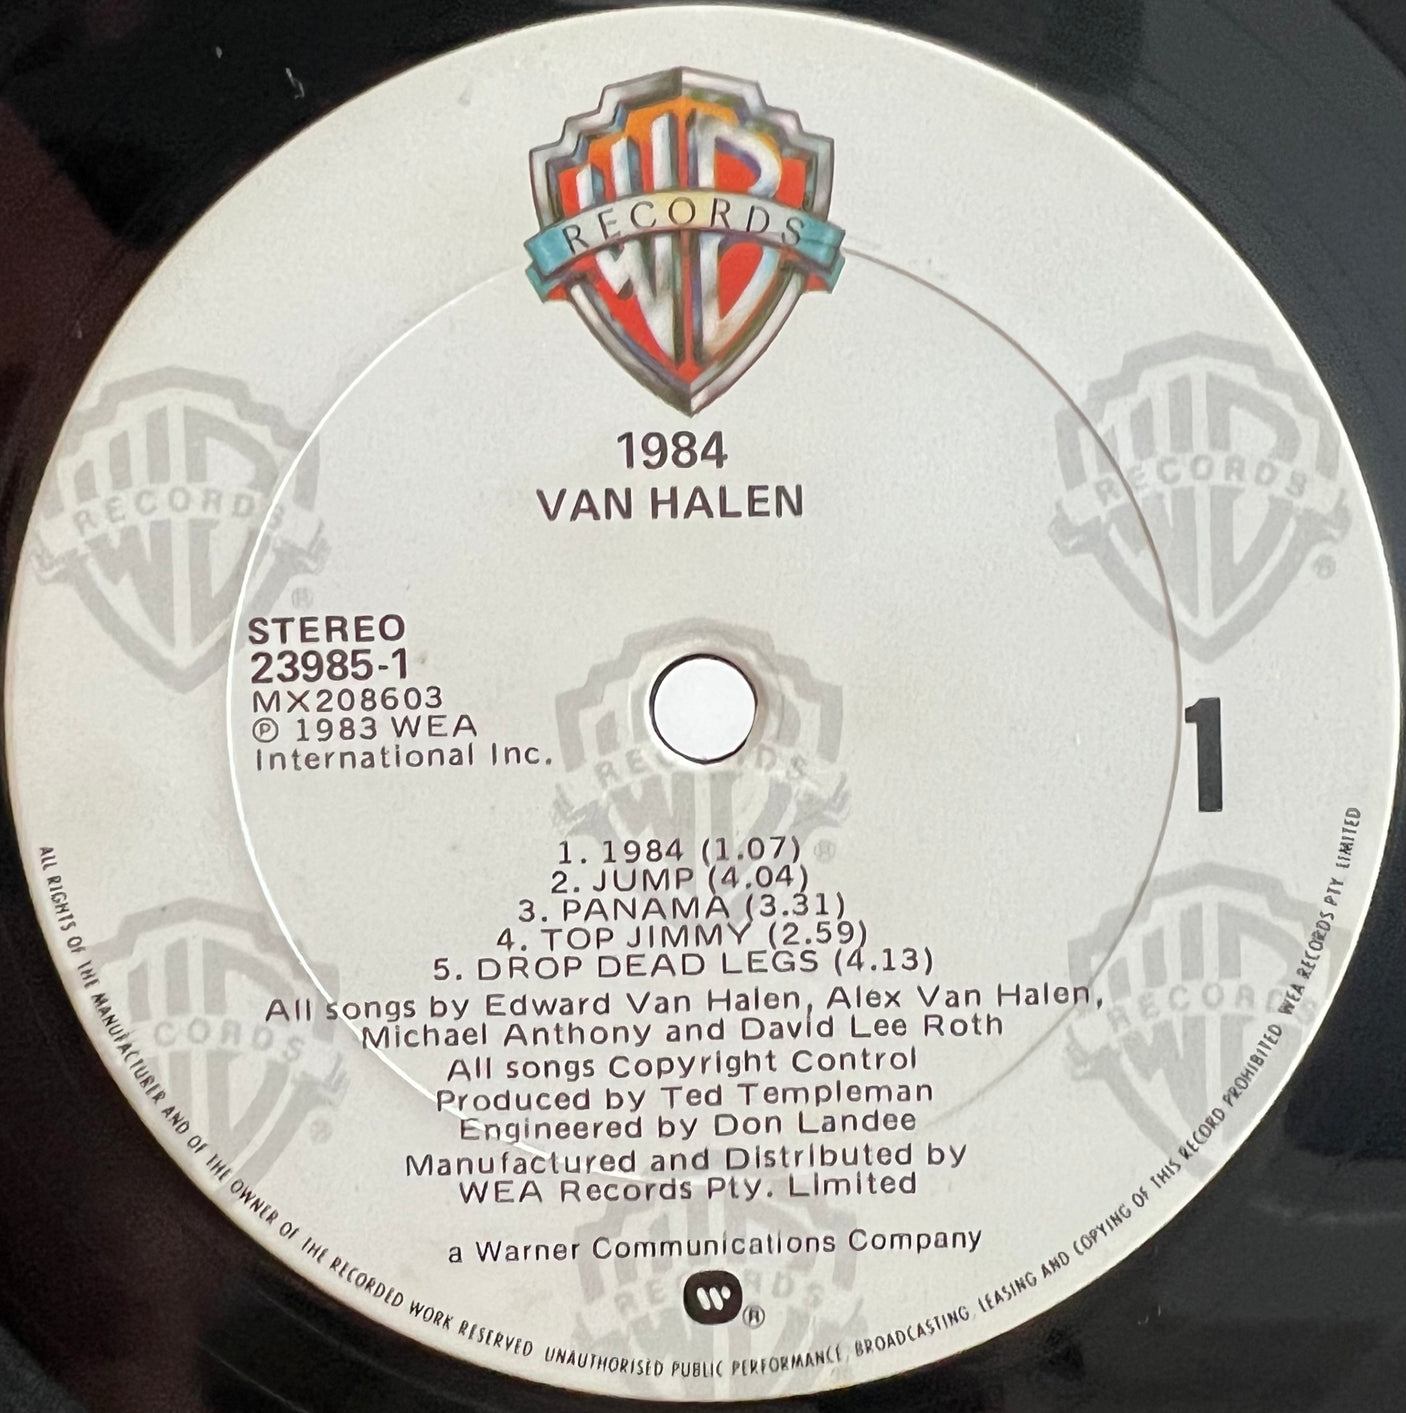 RECORDS
1984
VAN HALEN
RECORDS
RECORDS
STEREO
23985-1
MX208603
℗ 1983 WEA
International Inc.
1
1. 1984 (1.07)
2. JUMP (4.04)
3. PANAMA (3.31)
4. TOP JIMMY (2.59)
5. DROP DEAD LEGS (4.13)
All songs by Edward Van Halen, Alex Van Halen,
Michael Anthony and David Lee Roth
All songs Copyright Control
Produced by Ted Templeman
Engineered by Don Landee
Manufactured and Distributed by
WEA Records Pty. Limited
a Warner Communications Company
®
ALL RIGHTS OF THE MANUFACTURER AND OF THE OWNER OF THE RECORDED WORK RESERVED UNAUTHORISED PUBLIC PERFORMANCE, BROADCASTING, LEASING AND COPYING OF THIS RECORD PROHIBITED WEA RECORDS PTY. LIMITED